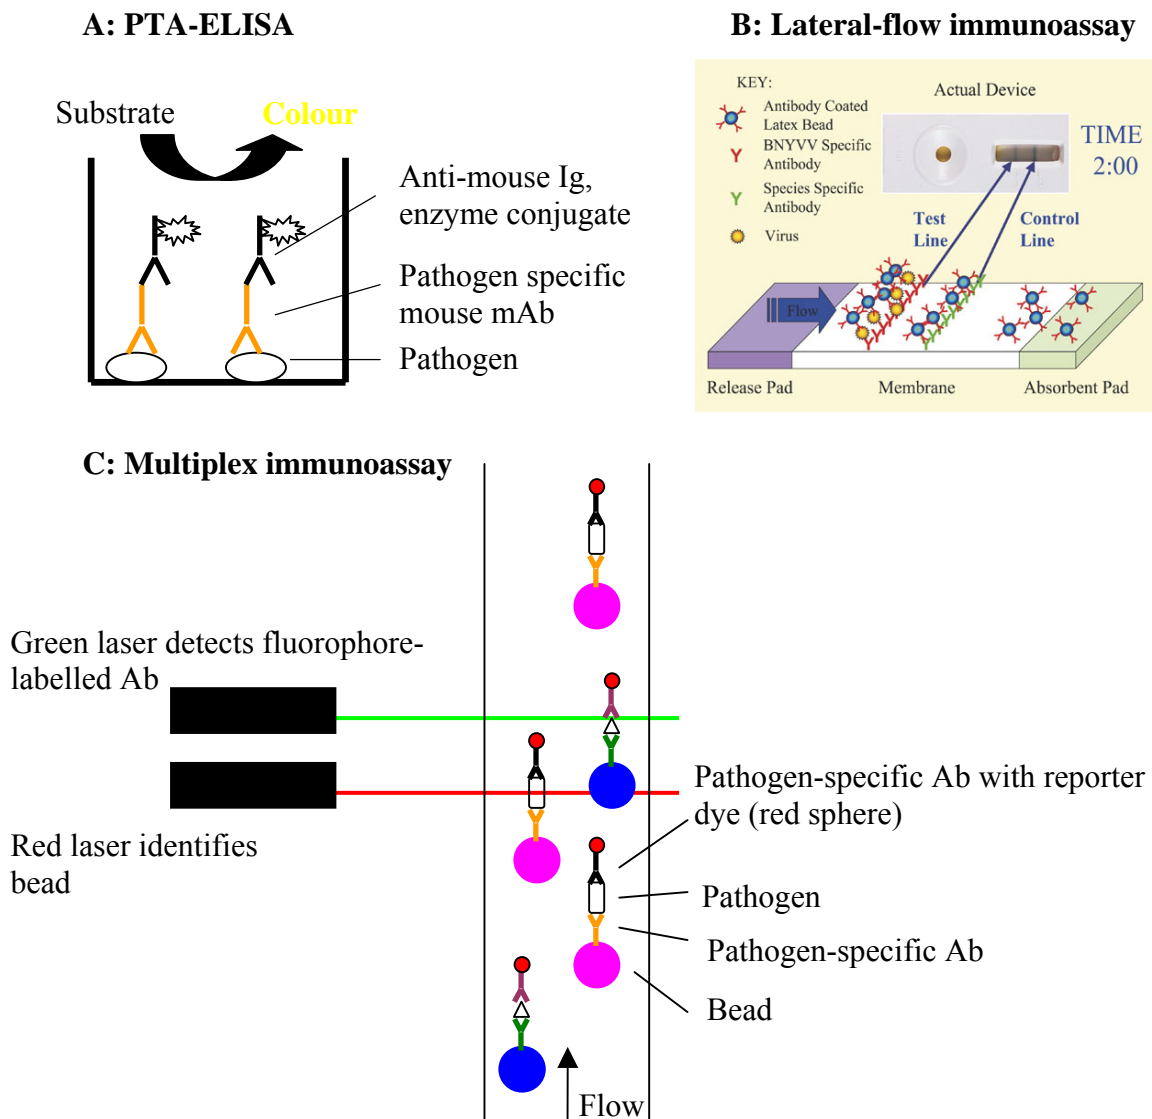 A: PTA-ELISA
Substrate
Colour
Anti-mouse Ig,
enzyme conjugate
Pathogen specific
mouse mAb
Pathogen
B: Lateral-flow immunoassay
KEY:
Antibody Coated
Latex Bead
BNYVV Specific
Antibody
Species Specific
Antibody
Virus
Actual Device
TIME
2:00
Test
Line
Control
Line
Flow
Release Pad
Membrane
Absorbent Pad
C: Multiplex immunoassay
Green laser detects fluorophore-
labelled Ab
Red laser identifies
bead
Pathogen-specific Ab with reporter
dye (red sphere)
Pathogen
Pathogen-specific Ab
Bead
Flow